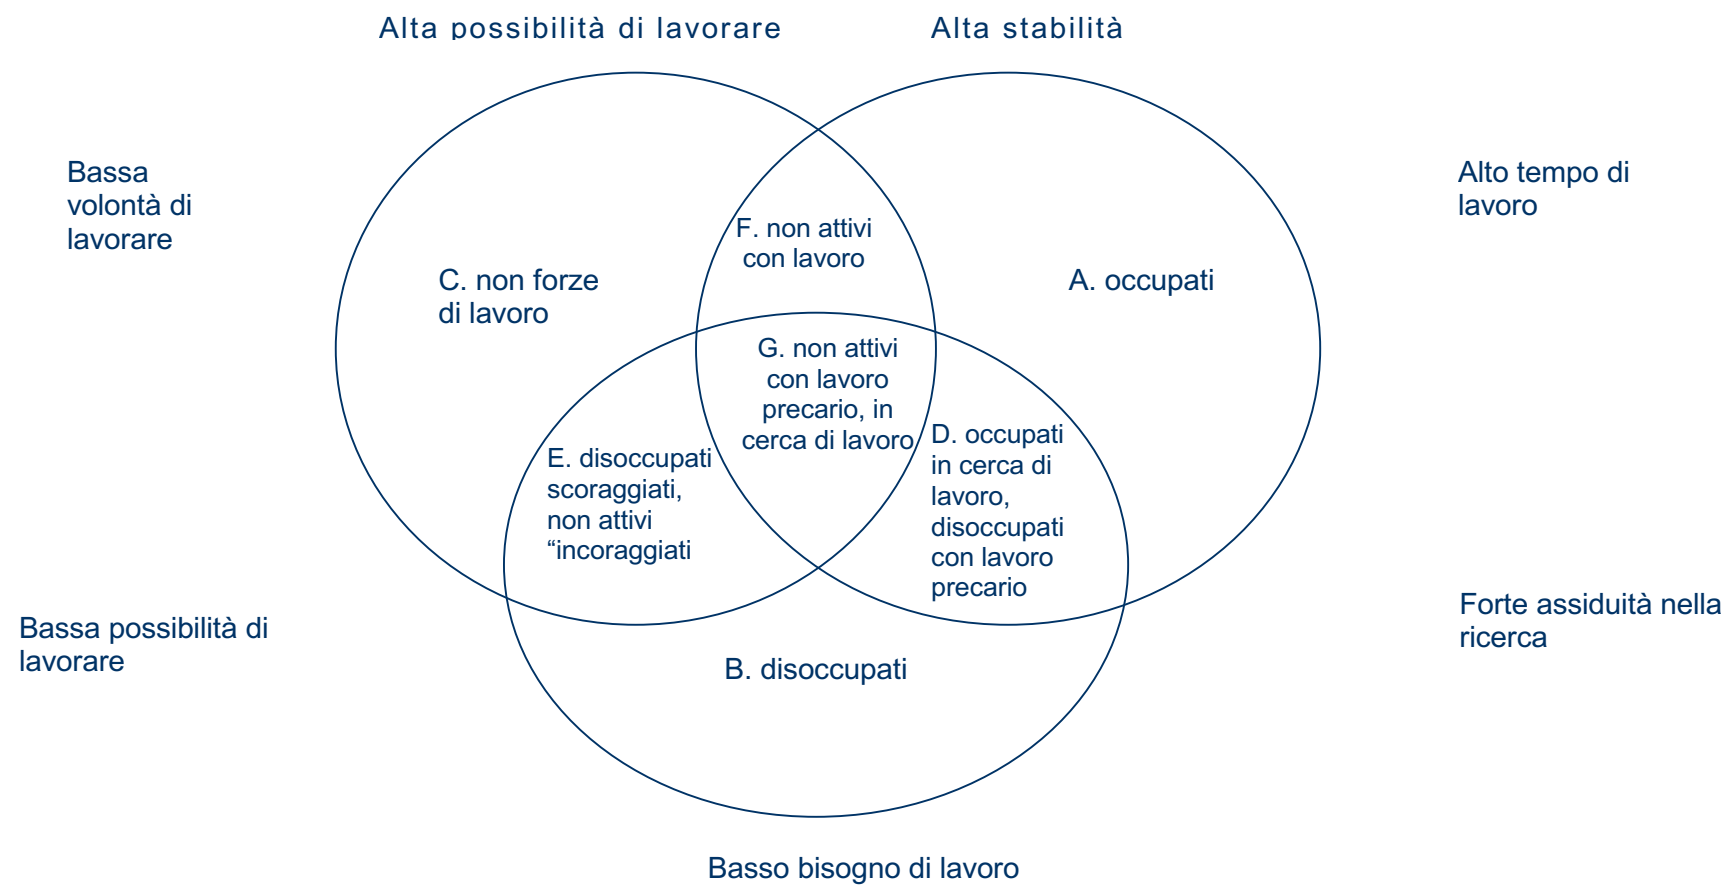 Alta possibilità di lavorare
Alta stabilità
Bassa
volontà di
lavorare
Alto tempo di
lavoro
F. non attivi
con lavoro
C. non forze
di lavoro
A. occupati
G. non attivi
con lavoro
precario, in
cerca di lavoro
D. occupati
in cerca di
lavoro,
disoccupati
con lavoro
precario
E. disoccupati
scoraggiati,
non attivi
“incoraggiati
Bassa possibilità di
lavorare
Forte assiduità nella
ricerca
B. disoccupati
Basso bisogno di lavoro